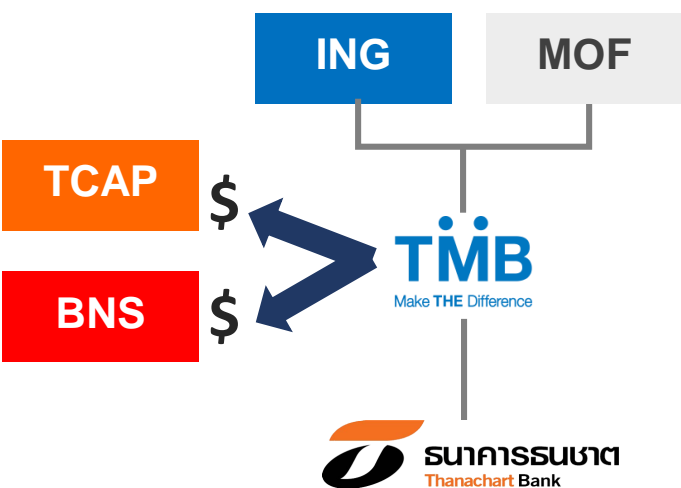 ING
MOF
TCAP
$
TMB
Make THE Difference
BNS
$
ธนาคารธนชาต
Thanachart Bank